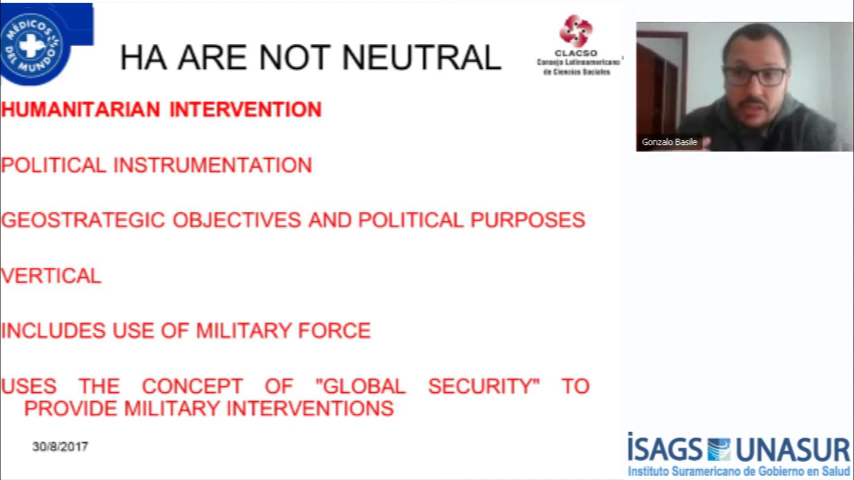 MÉDICOS
DEL MUNDO
HA ARE NOT NEUTRAL
CLACSO
Consejo Latinoamericano
de Ciencias Sociales
HUMANITARIAN INTERVENTION
POLITICAL INSTRUMENTATION
GEOSTRATEGIC OBJECTIVES AND POLITICAL PURPOSES
VERTICAL
INCLUDES USE OF MILITARY FORCE
USES THE CONCEPT OF "GLOBAL SECURITY" TO
PROVIDE MILITARY INTERVENTIONS
30/8/2017
Gonzalo Basile
iSAGS UNASUR
Instituto Suramericano de Gobierno en Salud